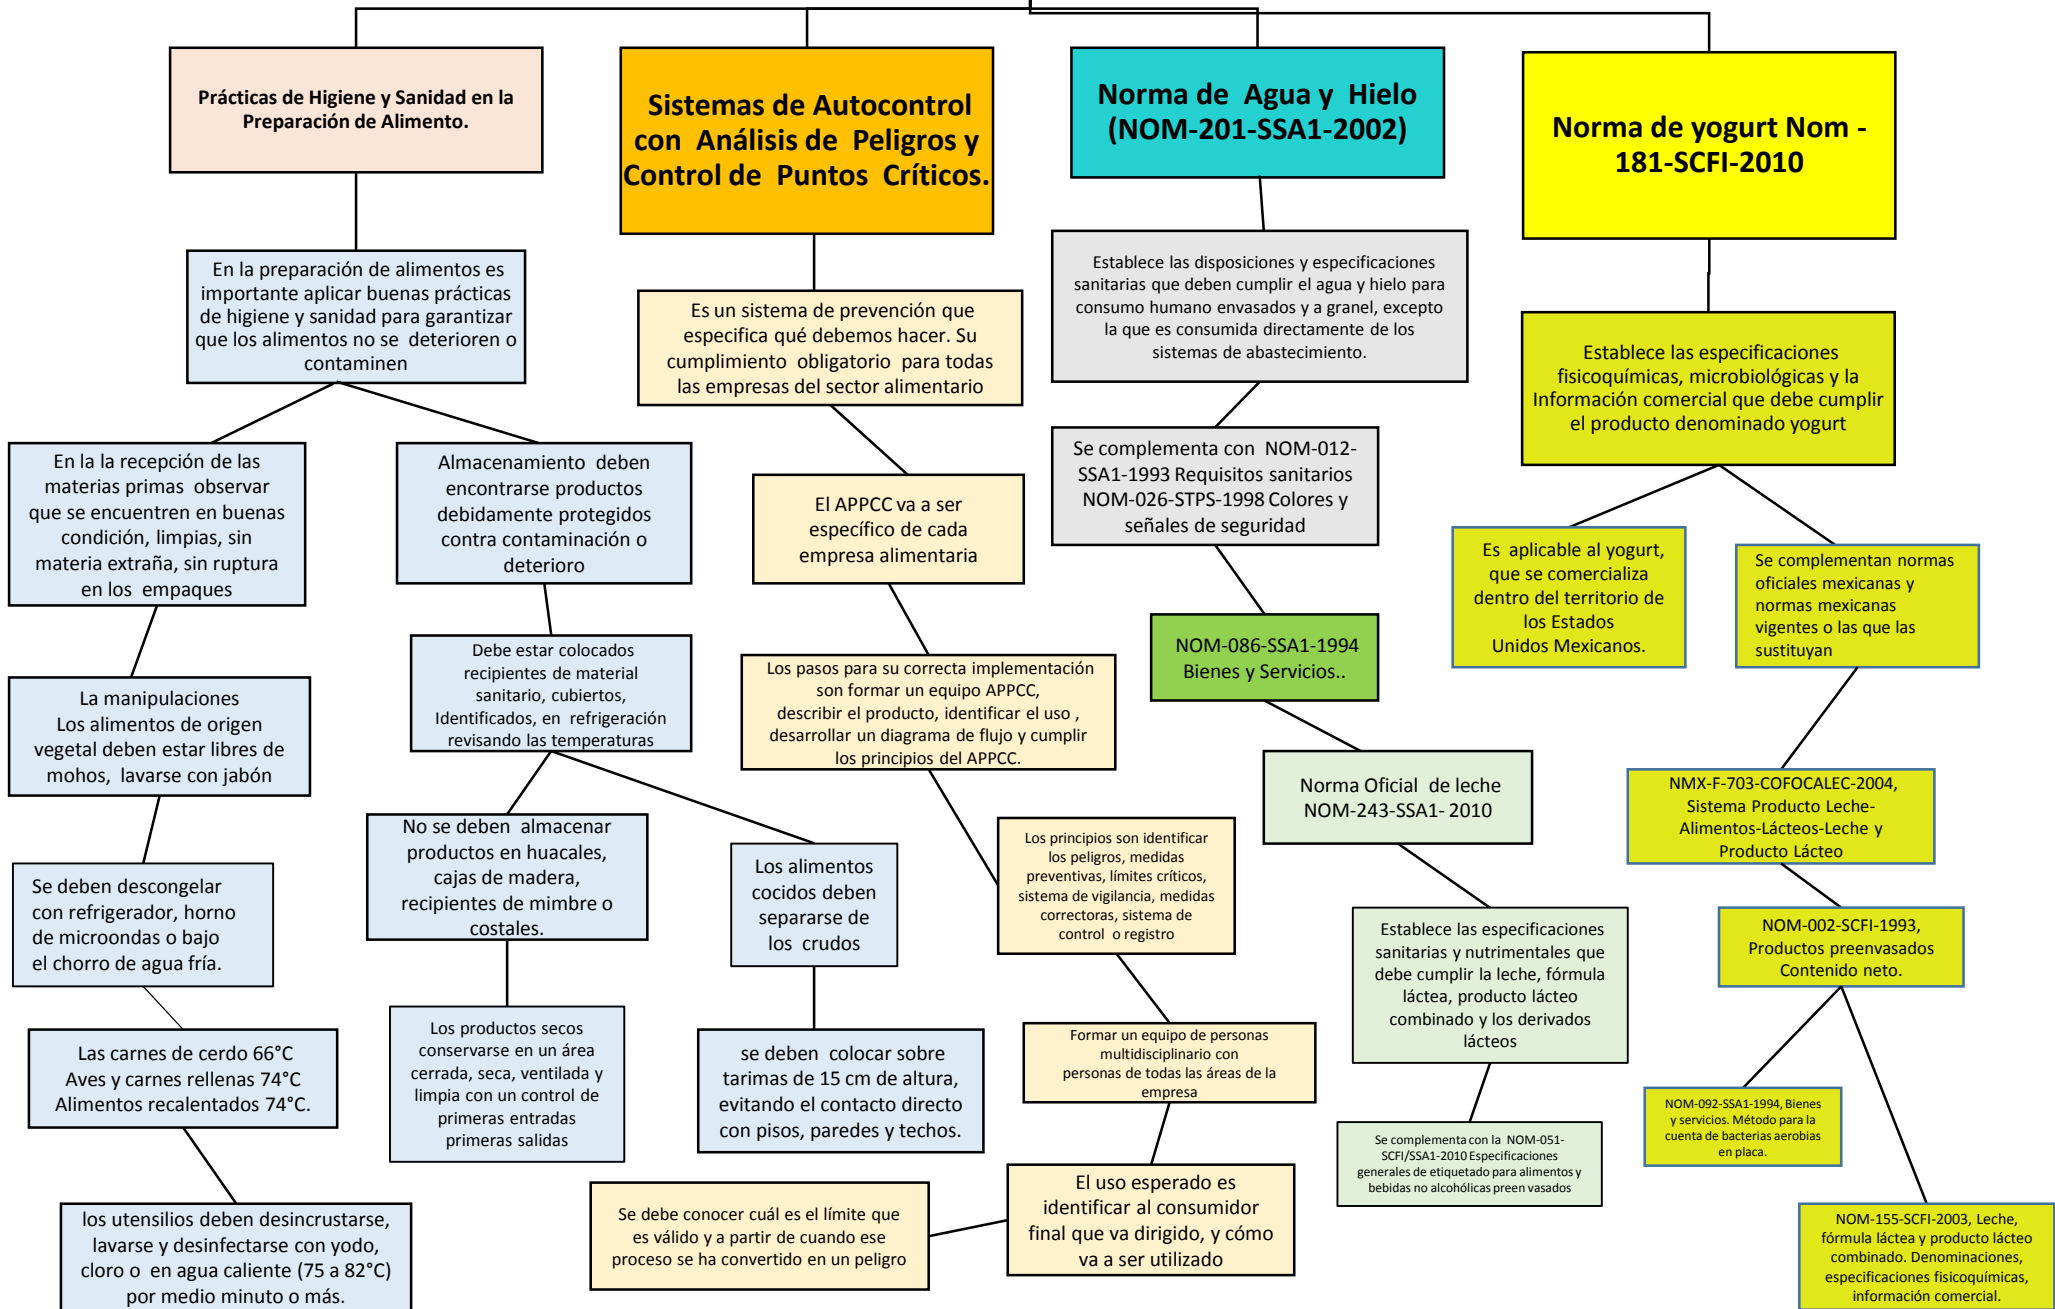 Prácticas de Higiene y Sanidad en la
Preparación de Alimento.
Sistemas de Autocontrol
con Análisis de Peligros y
Control de Puntos Críticos.
Norma de Agua y Hielo
(NOM-201-SSA1-2002)
Norma de yogurt Nom -
181-SCFI-2010
En la preparación de alimentos es
importante aplicar buenas prácticas
de higiene y sanidad para garantizar
que los alimentos no se deterioren o
contaminen
Es un sistema de prevención que
especifica qué debemos hacer. Su
cumplimiento obligatorio para todas
las empresas del sector alimentario
Establece las disposiciones y especificaciones
sanitarias que deben cumplir el agua y hielo para
consumo humano envasados y a granel, excepto
la que es consumida directamente de los
sistemas de abastecimiento.
Establece las especificaciones
fisicoquímicas, microbiológicas y la
Información comercial que debe cumplir
el producto denominado yogurt
En la la recepción de las
materias primas observar
que se encuentren en buenas
condición, limpias, sin
materia extraña, sin ruptura
en los empaques
Almacenamiento deben
encontrarse productos
debidamente protegidos
contra contaminación o
deterioro
El APPCC va a ser
específico de cada
empresa alimentaria
Se complementa con NOM-012-
SSA1-1993 Requisitos sanitarios
NOM-026-STPS-1998 Colores y
señales de seguridad
Es aplicable al yogurt,
que se comercializa
dentro del territorio de
los Estados
Unidos Mexicanos.
Se complementan normas
oficiales mexicanas y
normas mexicanas
vigentes o las que las
sustituyan
La manipulaciones
Los alimentos de origen
vegetal deben estar libres de
mohos, lavarse con jabón
Debe estar colocados
recipientes de material
sanitario, cubiertos,
Identificados, en refrigeración
revisando las temperaturas
Los pasos para su correcta implementación
son formar un equipo APPCC,
describir el producto, identificar el uso ,
desarrollar un diagrama de flujo y cumplir
los principios del APPCC.
NOM-086-SSA1-1994
Bienes y Servicios..
Norma Oficial de leche
NOM-243-SSA1- 2010
NMX-F-703-COFOCALEC-2004,
Sistema Producto Leche-
Alimentos-Lácteos-Leche y
Producto Lácteo
Se deben descongelar
con refrigerador, horno
de microondas o bajo
el chorro de agua fría.
No se deben almacenar
productos en huacales,
cajas de madera,
recipientes de mimbre o
costales.
Los alimentos
cocidos deben
separarse de
los crudos
Los principios son identificar
los peligros, medidas
preventivas, límites críticos,
sistema de vigilancia, medidas
correctoras, sistema de
control o registro
Establece las especificaciones
sanitarias y nutrimentales que
debe cumplir la leche, fórmula
láctea, producto lácteo
combinado y los derivados
lácteos
NOM-002-SCFI-1993,
Productos preenvasados
Contenido neto.
Las carnes de cerdo 66°C
Aves y carnes rellenas 74°C
Alimentos recalentados 74°C.
Los productos secos
conservarse en un área
cerrada, seca, ventilada y
limpia con un control de
primeras entradas
primeras salidas
se deben colocar sobre
tarimas de 15 cm de altura,
evitando el contacto directo
con pisos, paredes y techos.
Formar un equipo de personas
multidisciplinario con
personas de todas las áreas de la
empresa
Se complementa con la NOM-051-
SCFI/SSA1-2010 Especificaciones
generales de etiquetado para alimentos y
bebidas no alcohólicas preen vasados
NOM-092-SSA1-1994, Bienes
y servicios. Método para la
cuenta de bacterias aerobias
en placa.
los utensilios deben desincrustarse,
lavarse y desinfectarse con yodo,
cloro o en agua caliente (75 a 82°C)
por medio minuto o más.
Se debe conocer cuál es el límite que
es válido y a partir de cuando ese
proceso se ha convertido en un peligro
El uso esperado es
identificar al consumidor
final que va dirigido, y cómo
va a ser utilizado
NOM-155-SCFI-2003, Leche,
fórmula láctea y producto lácteo
combinado. Denominaciones,
especificaciones fisicoquímicas,
información comercial.